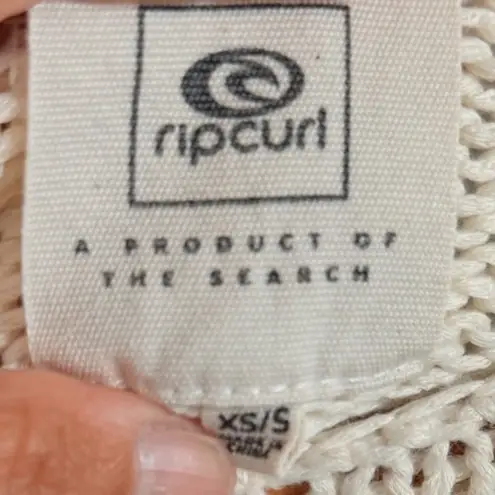 ripcurl
A PRODUCT OF
THE SEARCH
XS/S